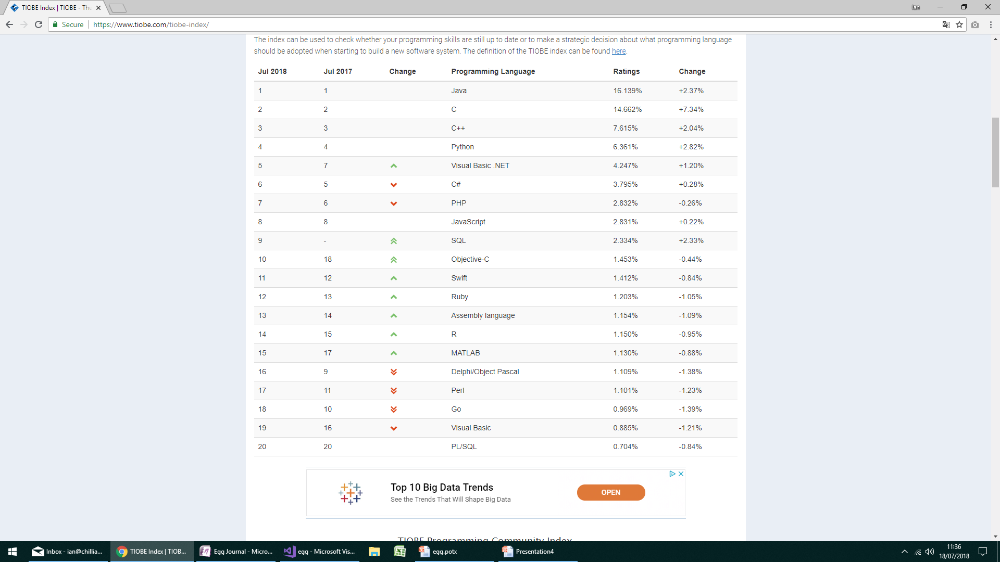 TIOBE Index | TIOBE - The
Ian
Secure | https://www.tiobe.com/tiobe-index/
The index can be used to check whether your programming skills are still up to date or to make a strategic decision about what programming language
should be adopted when starting to build a new software system. The definition of the TIOBE index can be found here.
Jul 2018 Jul 2017 Change Programming Language Ratings Change
1 1 Java 16.139% +2.37%
2 2 C 14.662% +7.34%
3 3 C++ 7.615% +2.04%
4 4 Python 6.361% +2.82%
5 7 Visual Basic .NET 4.247% +1.20%
6 5 C# 3.795% +0.28%
7 6 PHP 2.832% -0.26%
8 8 JavaScript 2.831% +0.22%
9 - SQL 2.334% +2.33%
10 18 Objective-C 1.453% -0.44%
11 12 Swift 1.412% -0.84%
12 13 Ruby 1.203% -1.05%
13 14 Assembly language 1.154% -1.09%
14 15 R 1.150% -0.95%
15 17 MATLAB 1.130% -0.88%
16 9 Delphi/Object Pascal 1.109% -1.38%
17 11 Perl 1.101% -1.23%
18 10 Go 0.969% -1.39%
19 16 Visual Basic 0.885% -1.21%
20 20 PL/SQL 0.704% -0.84%
Top 10 Big Data Trends
See the Trends That Will Shape Big Data
OPEN
TIOBE Programming Community Index
Inbox - ian@chillia... TIOBE Index | TIOB... Egg Journal - Micro... egg - Microsoft Vis... egg.potx Presentation4
11:36
18/07/2018